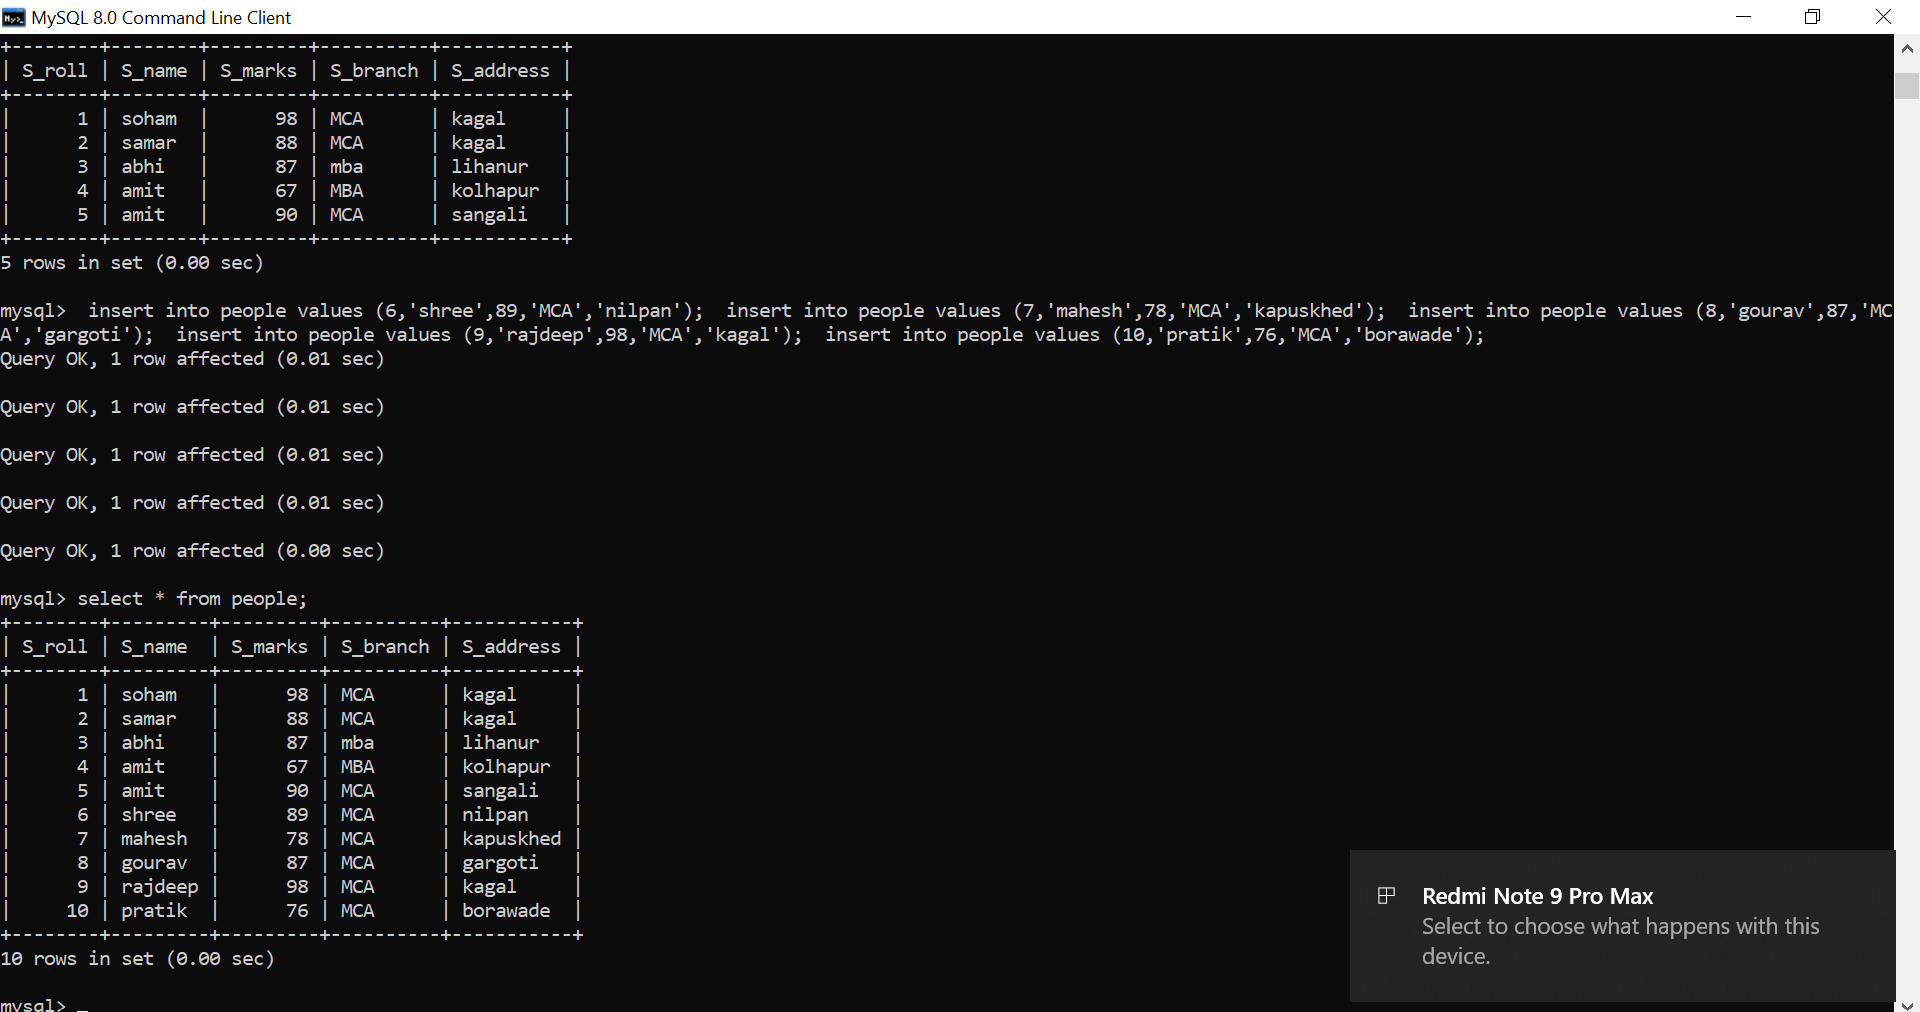 MySQL 8.0 Command Line Client
+--------+--------+---------+----------+-----------+
| S_roll | S_name | S_marks | S_branch | S_address |
+--------+--------+---------+----------+-----------+
|      1 | soham  |      98 | MCA      | kagal     |
|      2 | samar  |      88 | MCA      | kagal     |
|      3 | abhi   |      87 | mba      | lihanur   |
|      4 | amit   |      67 | MBA      | kolhapur  |
|      5 | amit   |      90 | MCA      | sangali   |
+--------+--------+---------+----------+-----------+
5 rows in set (0.00 sec)
mysql>  insert into people values (6,'shree',89,'MCA','nilpan');  insert into people values (7,'mahesh',78,'MCA','kapuskhed');  insert into people values (8,'gourav',87,'MC
A','gargoti');  insert into people values (9,'rajdeep',98,'MCA','kagal');  insert into people values (10,'pratik',76,'MCA','borawade');
Query OK, 1 row affected (0.01 sec)
Query OK, 1 row affected (0.01 sec)
Query OK, 1 row affected (0.01 sec)
Query OK, 1 row affected (0.01 sec)
Query OK, 1 row affected (0.00 sec)
mysql> select * from people;
+--------+---------+---------+----------+-----------+
| S_roll | S_name  | S_marks | S_branch | S_address |
+--------+---------+---------+----------+-----------+
|      1 | soham   |      98 | MCA      | kagal     |
|      2 | samar   |      88 | MCA      | kagal     |
|      3 | abhi    |      87 | mba      | lihanur   |
|      4 | amit    |      67 | MBA      | kolhapur  |
|      5 | amit    |      90 | MCA      | sangali   |
|      6 | shree   |      89 | MCA      | nilpan    |
|      7 | mahesh  |      78 | MCA      | kapuskhed |
|      8 | gourav  |      87 | MCA      | gargoti   |
|      9 | rajdeep |      98 | MCA      | kagal     |
|     10 | pratik  |      76 | MCA      | borawade  |
+--------+---------+---------+----------+-----------+
10 rows in set (0.00 sec)
mysql> _
Redmi Note 9 Pro Max
Select to choose what happens with this
device.